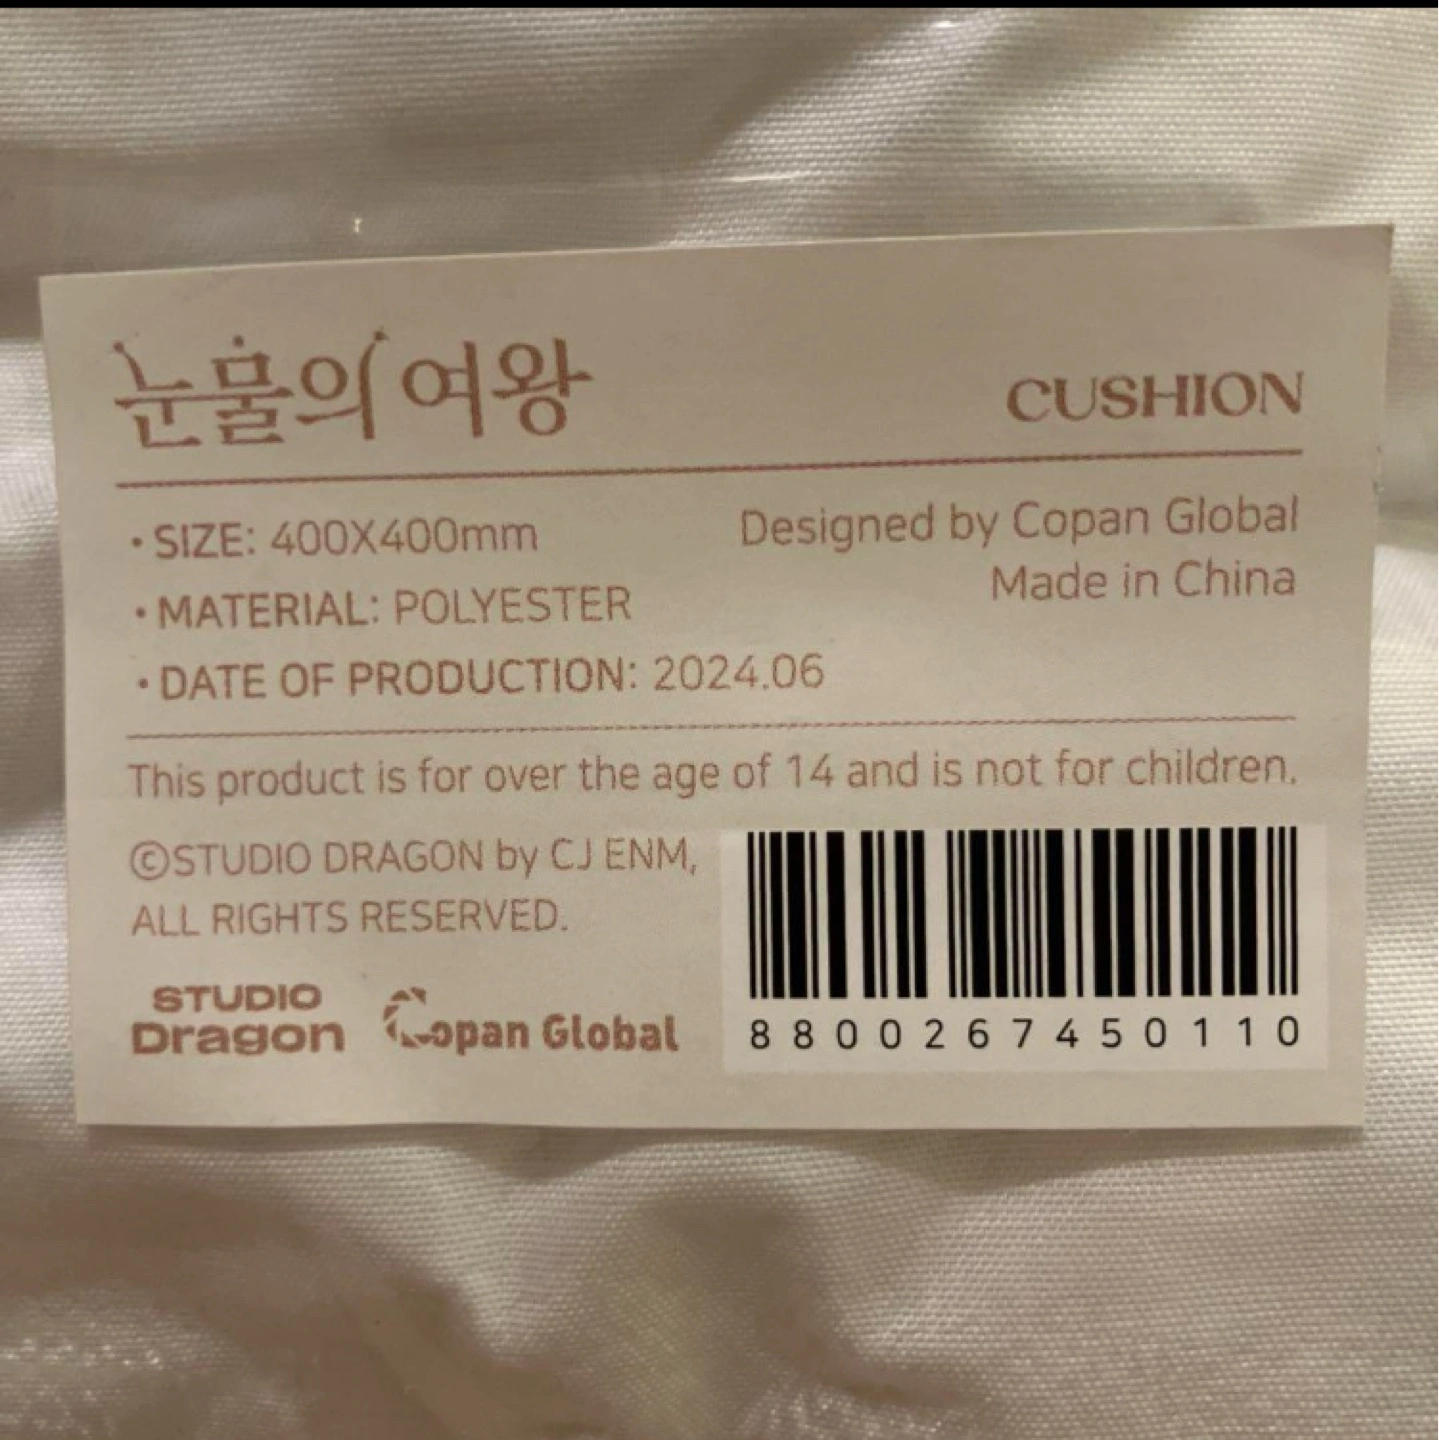 눈물의 여왕
CUSHION
• SIZE: 400X400mm
• MATERIAL: POLYESTER
• DATE OF PRODUCTION: 2024.06
Designed by Copan Global
Made in China
This product is for over the age of 14 and is not for children.
©STUDIO DRAGON by CJ ENM,
ALL RIGHTS RESERVED.
STUDIO
Dragon
Copan Global
8800267450110